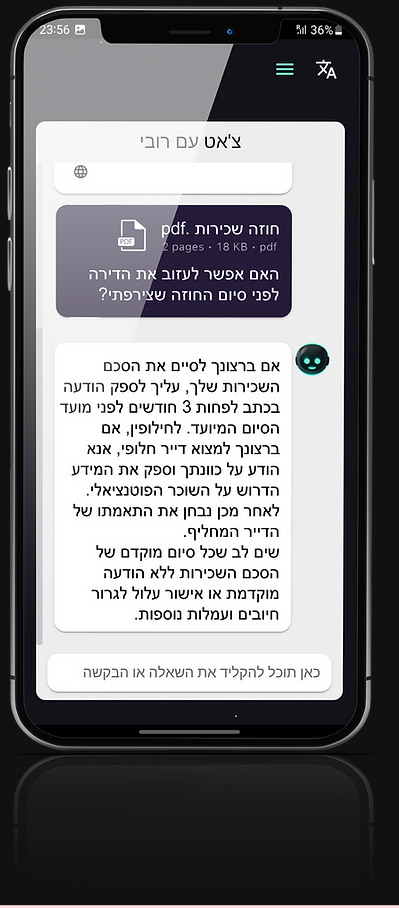 23:56
36%
צ'אט עם רובי
חוזה שכירות .pdf
2 pages • 18 KB • pdf
PDF
האם אפשר לעזוב את הדירה
לפני סיום החוזה שצירפתי?
אם ברצונך לסיים את הסכם
השכירות שלך, עליך לספק הודעה
בכתב לפחות 3 חודשים לפני מועד
הסיום המיועד. לחילופין, אם
ברצונך למצוא דייר חלופי, אנא
הודע על כוונתך וספק את המידע
הדרוש על השוכר הפוטנציאלי.
לאחר מכן נבחן את התאמתו של
הדייר המחליף.
שים לב שכל סיום מוקדם של
הסכם השכירות ללא הודעה
מוקדמת או אישור עלול לגרור
חיובים ועמלות נוספות.
כאן תוכל להקליד את השאלה או הבקשה